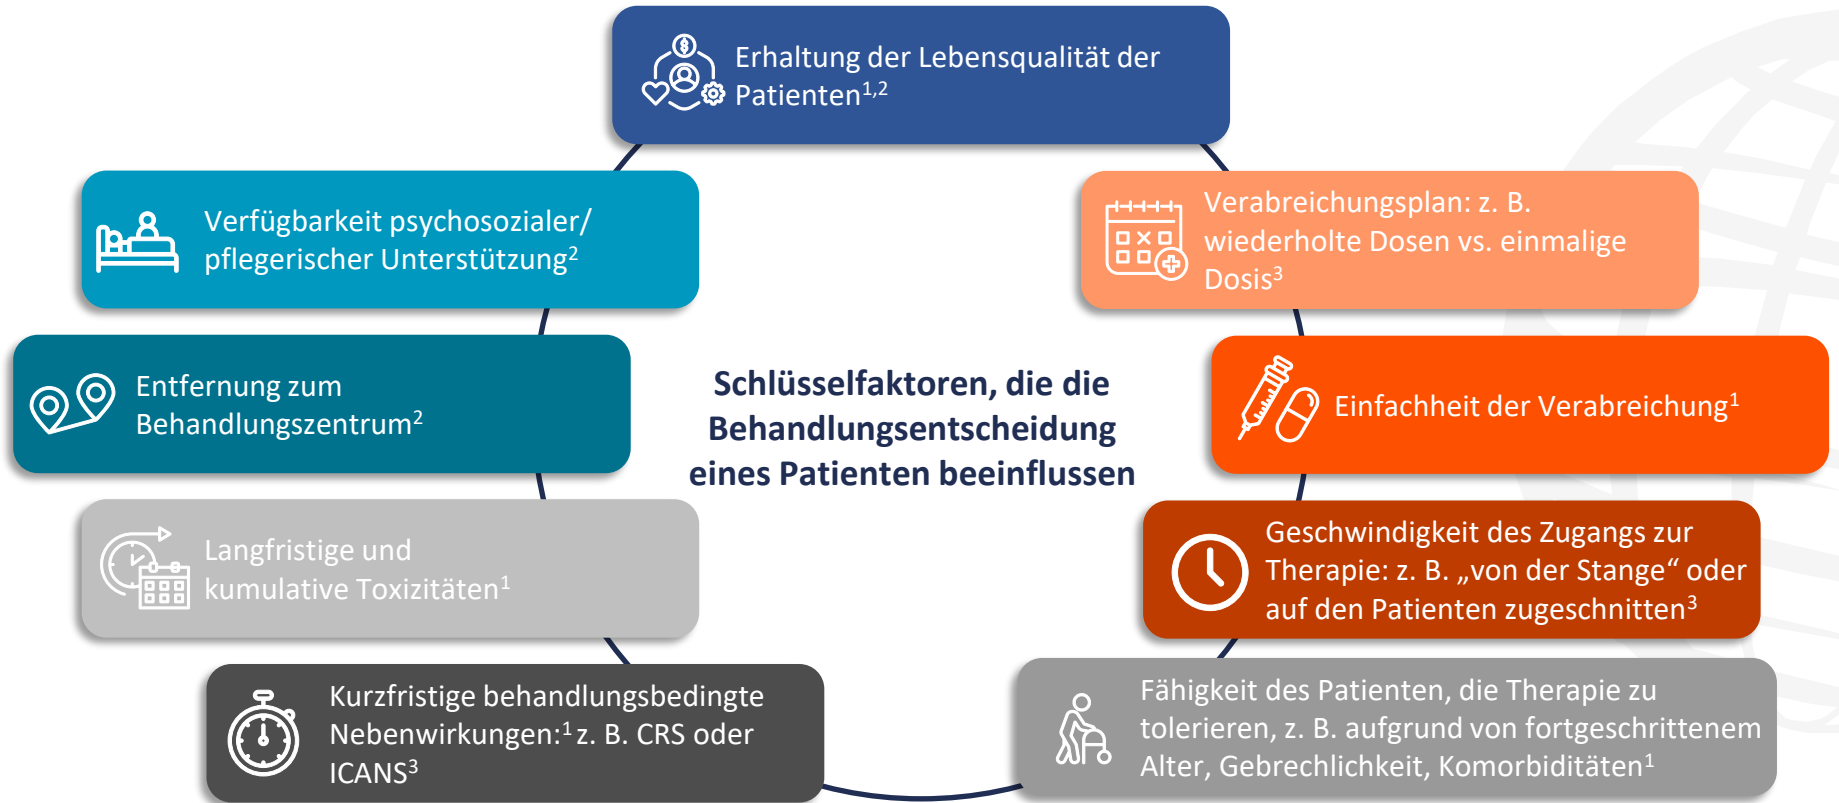 Erhaltung der Lebensqualität der
Patienten1,2
Verfügbarkeit psychosozialer/
pflegerischer Unterstützung2
Verabreichungsplan: z. B.
wiederholte Dosen vs. einmalige
Dosis3
Entfernung zum
Behandlungszentrum2
Schlüsselfaktoren, die die
Behandlungsentscheidung
eines Patienten beeinflussen
Einfachheit der Verabreichung1
Langfristige und
kumulative Toxizitäten1
Geschwindigkeit des Zugangs zur
Therapie: z. B. „von der Stange“ oder
auf den Patienten zugeschnitten3
Kurzfristige behandlungsbedingte
Nebenwirkungen:1 z. B. CRS oder
ICANS3
Fähigkeit des Patienten, die Therapie zu
tolerieren, z. B. aufgrund von fortgeschrittenem
Alter, Gebrechlichkeit, Komorbiditäten1